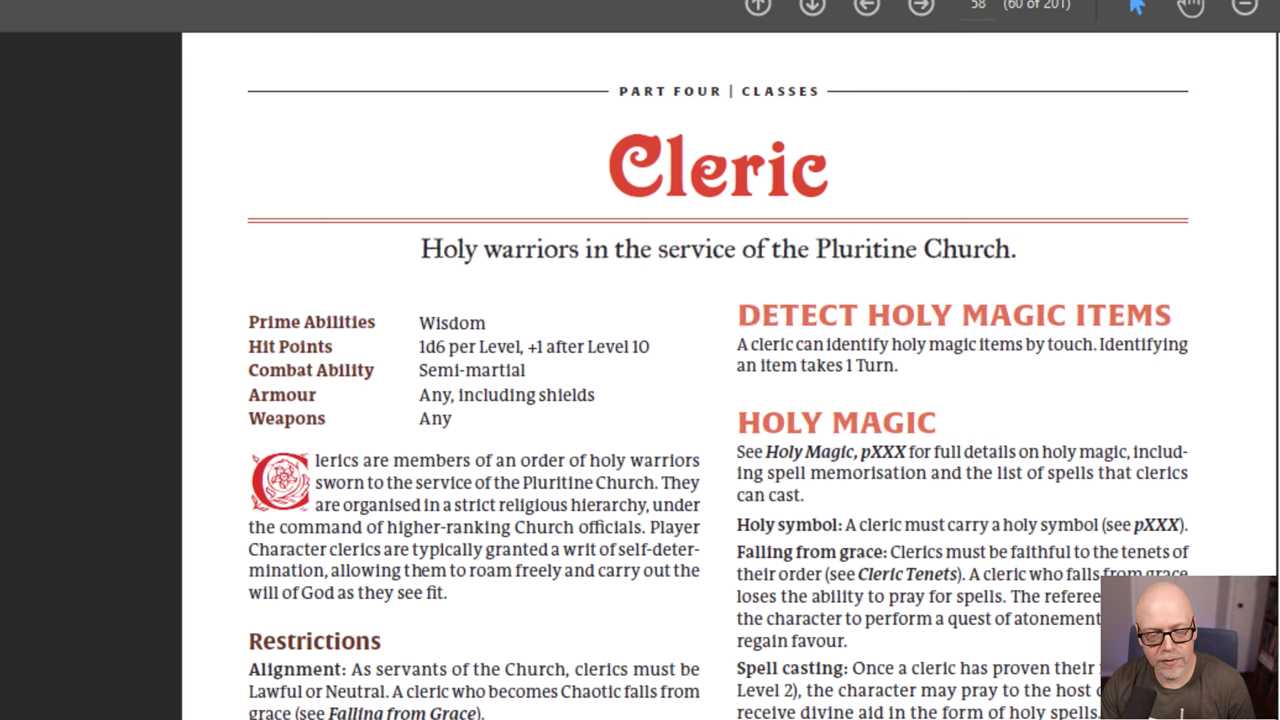 58 (60 of 201)
PART FOUR | CLASSES
Cleric
Holy warriors in the service of the Pluritine Church.
Prime Abilities Wisdom
Hit Points 1d6 per Level, +1 after Level 10
Combat Ability Semi-martial
Armour Any, including shields
Weapons Any
Clerics are members of an order of holy warriors
sworn to the service of the Pluritine Church. They
are organised in a strict religious hierarchy, under
the command of higher-ranking Church officials. Player
Character clerics are typically granted a writ of self-deter-
mination, allowing them to roam freely and carry out the
will of God as they see fit.
Restrictions
Alignment: As servants of the Church, clerics must be
Lawful or Neutral. A cleric who becomes Chaotic falls from
grace (see Falling from Grace).
DETECT HOLY MAGIC ITEMS
A cleric can identify holy magic items by touch. Identifying
an item takes 1 Turn.
HOLY MAGIC
See Holy Magic, pXXX for full details on holy magic, includ-
ing spell memorisation and the list of spells that clerics
can cast.
Holy symbol: A cleric must carry a holy symbol (see pXXX).
Falling from grace: Clerics must be faithful to the tenets of
their order (see Cleric Tenets). A cleric who falls from grace
loses the ability to pray for spells. The referee
the character to perform a quest of atonement
regain favour.
Spell casting: Once a cleric has proven their
Level 2), the character may pray to the host
receive divine aid in the form of holy spells.